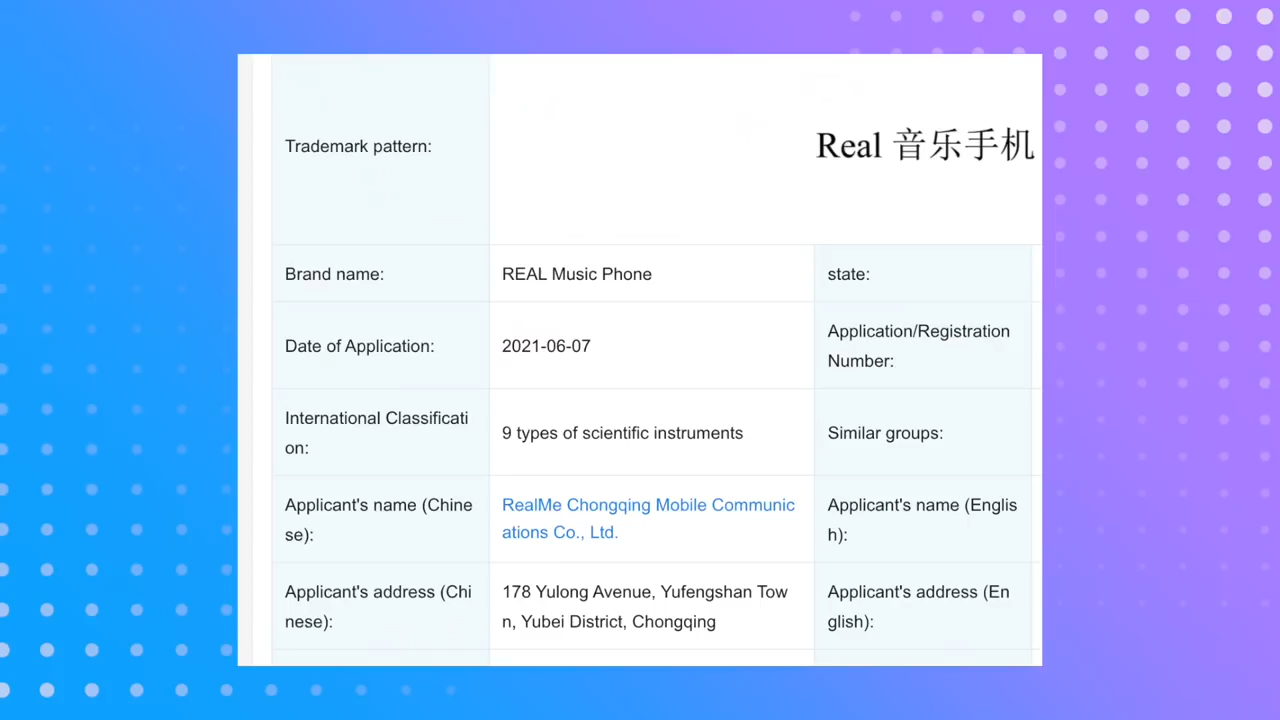 Trademark pattern:
Real 音乐手机
Brand name:
REAL Music Phone
state:
Date of Application:
2021-06-07
Application/Registration
Number:
International Classificati
on:
9 types of scientific instruments
Similar groups:
Applicant's name (Chine
se):
RealMe Chongqing Mobile Communic
ations Co., Ltd.
Applicant's name (Englis
h):
Applicant's address (Chi
nese):
178 Yulong Avenue, Yufengshan Tow
n, Yubei District, Chongqing
Applicant's address (En
glish):